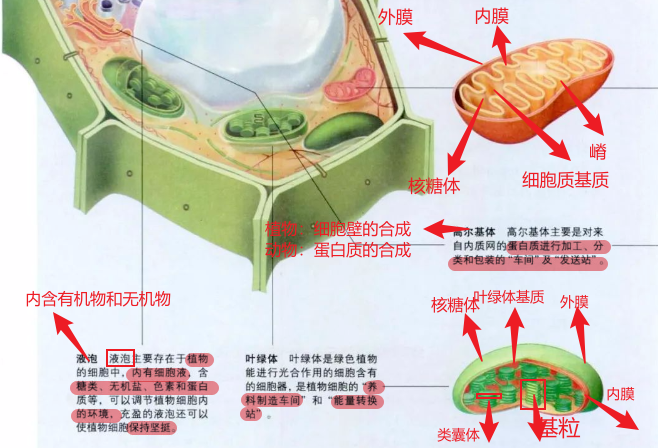 外膜
内膜
嵴
细胞质基质
核糖体
植物：细胞壁的合成
动物：蛋白质的合成
高尔基体 高尔基体主要是对来
自内质网的蛋白质进行加工、分
类和包装的“车间”及“发送站”。
内含有机物和无机物
核糖体
叶绿体基质
外膜
液泡 液泡主要存在于植物
的细胞中，内有细胞液，含
糖类、无机盐、色素和蛋白
质等，可以调节植物细胞内
的环境，充盈的液泡还可以
使植物细胞保持坚挺。
叶绿体 叶绿体是绿色植物
能进行光合作用的细胞含有
的细胞器，是植物细胞的“养
料制造车间”和“能量转换
站”。
内膜
类囊体
基粒